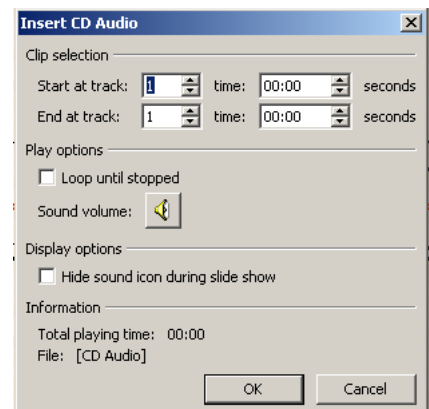 Insert CD Audio
Clip selection
Start at track: 1 time: 00:00 seconds
End at track: 1 time: 00:00 seconds
Play options
Loop until stopped
Sound volume:
Display options
Hide sound icon during slide show
Information
Total playing time: 00:00
File: [CD Audio]
OK Cancel